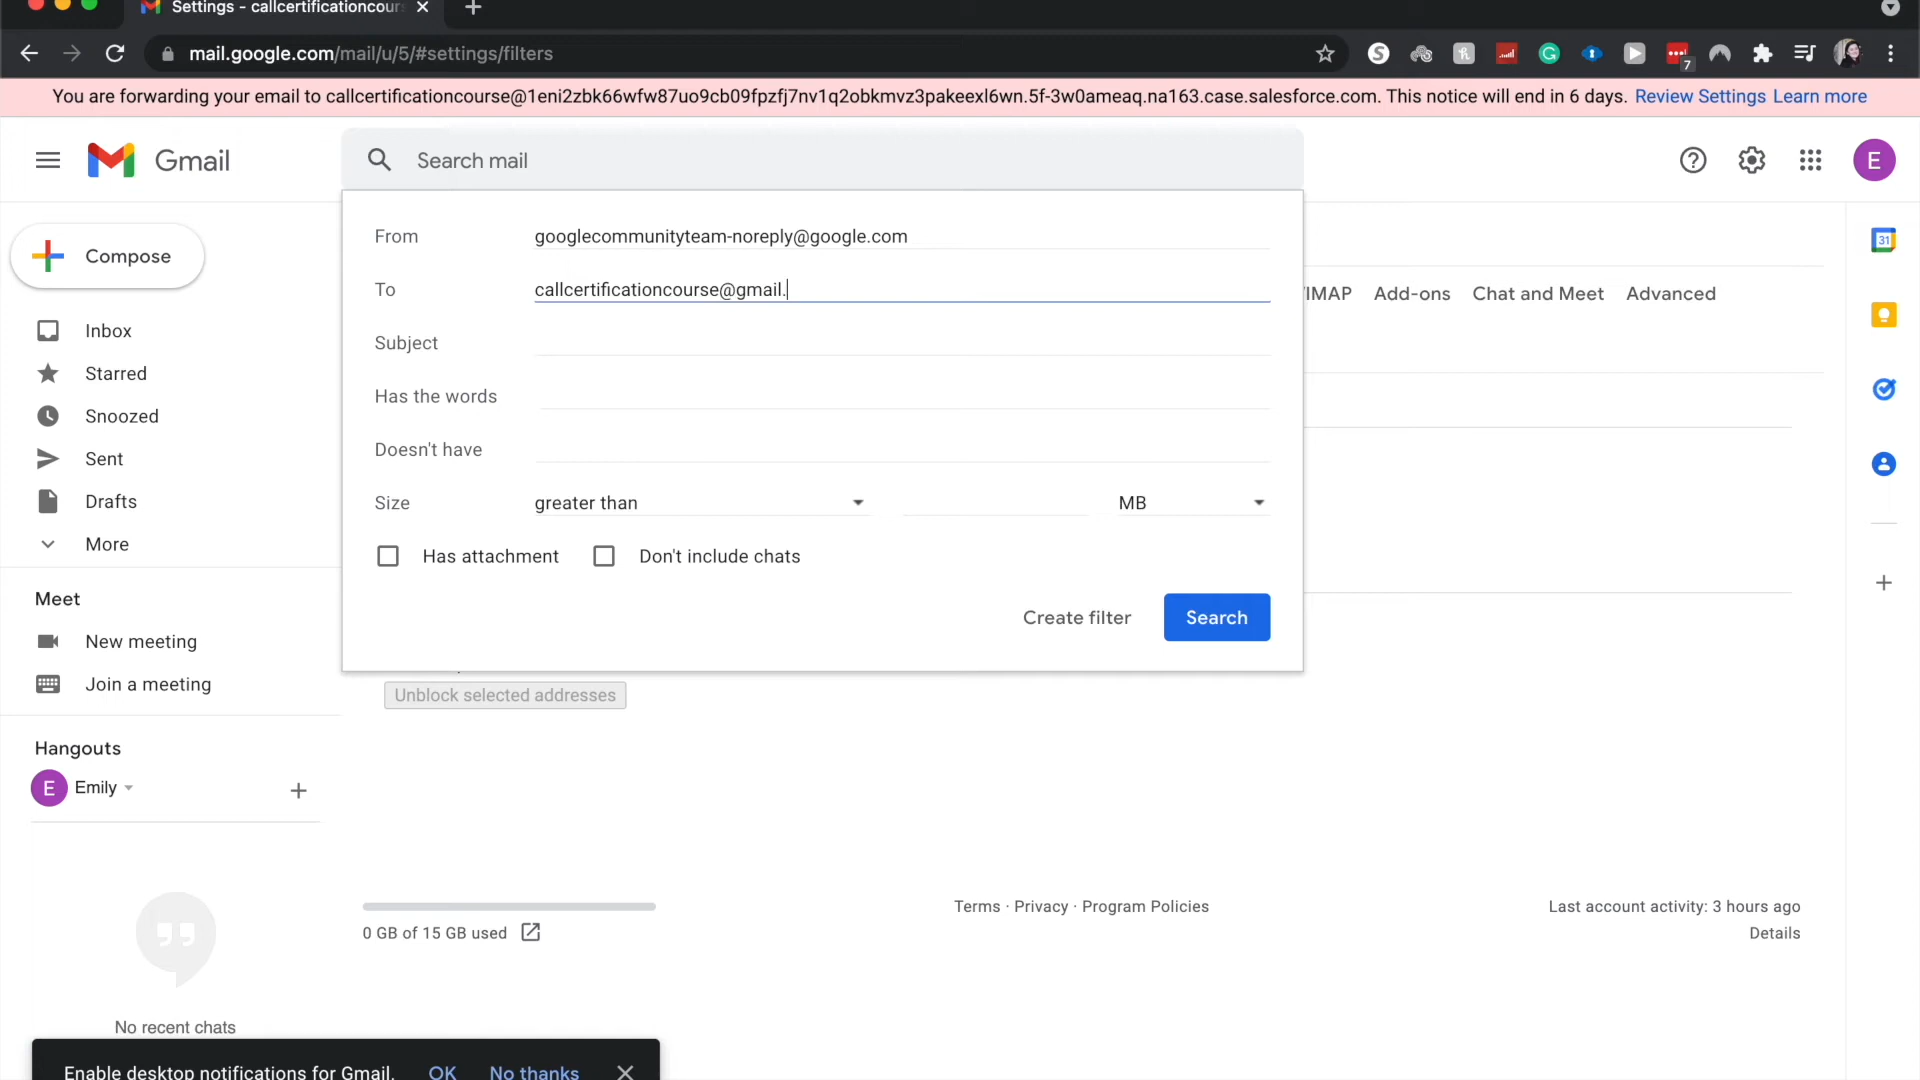 Settings - callcertificationcour
mail.google.com/mail/u/5/#settings/filters
7
You are forwarding your email to callcertificationcourse@1eni2zbk66wfw87uo9cb09fpzfj7nv1q2obkmvz3pakeexl6wn.5f-3w0ameaq.na163.case.salesforce.com. This notice will end in 6 days. Review Settings Learn more
Gmail
Search mail
E
Compose
From googlecommunityteam-noreply@google.com
To callcertificationcourse@gmail.
/IMAP Add-ons Chat and Meet Advanced
31
Inbox
Subject
Starred
Has the words
Snoozed
Doesn't have
Sent
Size greater than MB
Drafts
Has attachment Don't include chats
More
Create filter Search
Meet
New meeting
Join a meeting
Unblock selected addresses
Hangouts
E Emily
Terms · Privacy · Program Policies
Last account activity: 3 hours ago
0 GB of 15 GB used
Details
No recent chats
Enable desktop notifications for Gmail. OK No thanks